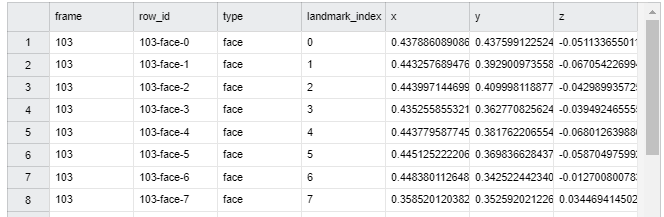 frame row_id type landmark_index x y z
1 103 103-face-0 face 0 0.437886089086 0.437599122524 -0.05113365501
2 103 103-face-1 face 1 0.443257689476 0.392900973558 -0.06705422699
3 103 103-face-2 face 2 0.443997144699 0.409998118877 -0.04298993572
4 103 103-face-3 face 3 0.435255855321 0.362770825624 -0.03949246555
5 103 103-face-4 face 4 0.443779587745 0.381762206554 -0.06801263988
6 103 103-face-5 face 5 0.445125222206 0.369836628437 -0.05870497599
7 103 103-face-6 face 6 0.448380112648 0.342522442340 -0.01270080078
8 103 103-face-7 face 7 0.358520120382 0.352592021226 0.034469414502